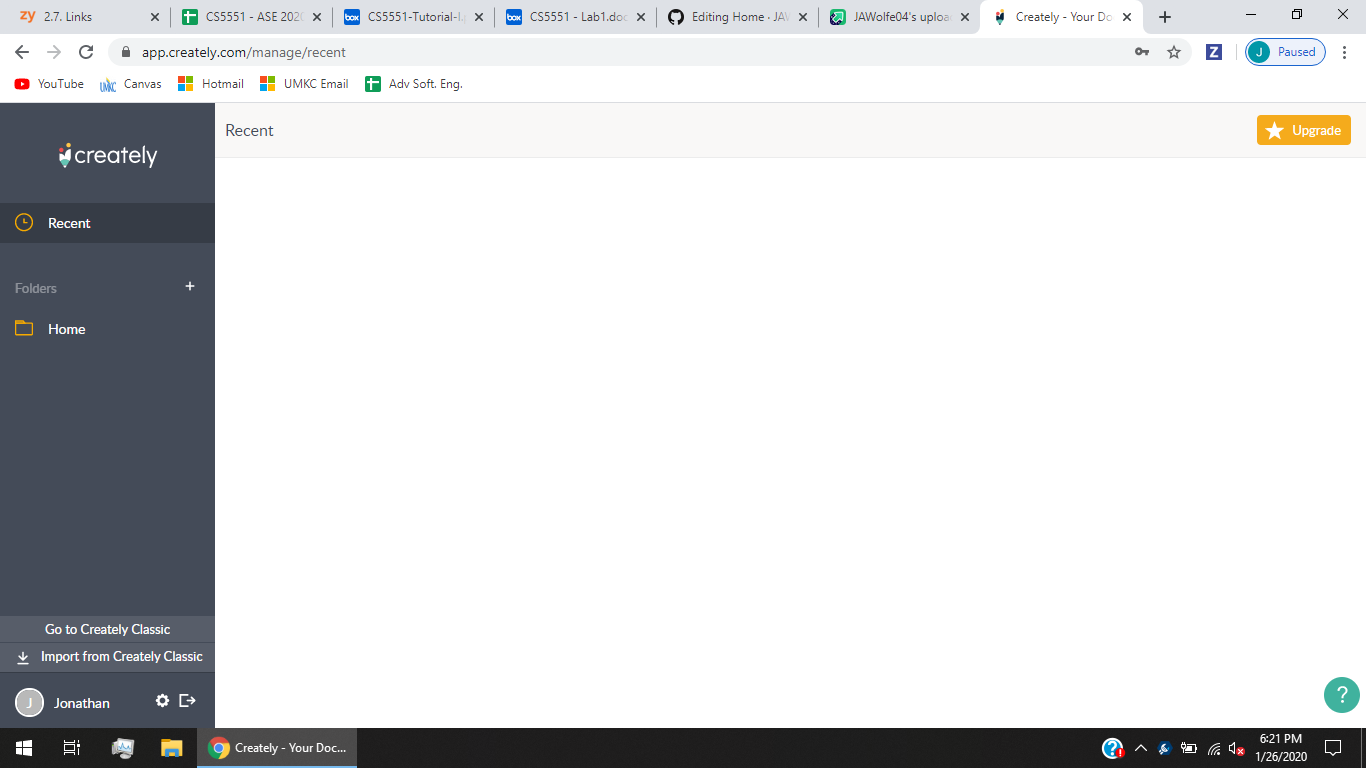 zy 2.7. Links
CS5551 - ASE 202
box CS5551-Tutorial-I.p
box CS5551 - Lab1.doc
Editing Home · JAW
JAWolfe04's uploa
Creately - Your Do
app.creately.com/manage/recent
Z
J Paused
YouTube
UMKC Canvas
Hotmail
UMKC Email
Adv Soft. Eng.
creately
Recent
Upgrade
Recent
Folders +
Home
Go to Creately Classic
Import from Creately Classic
J Jonathan
?
Creately - Your Doc...
6:21 PM
1/26/2020